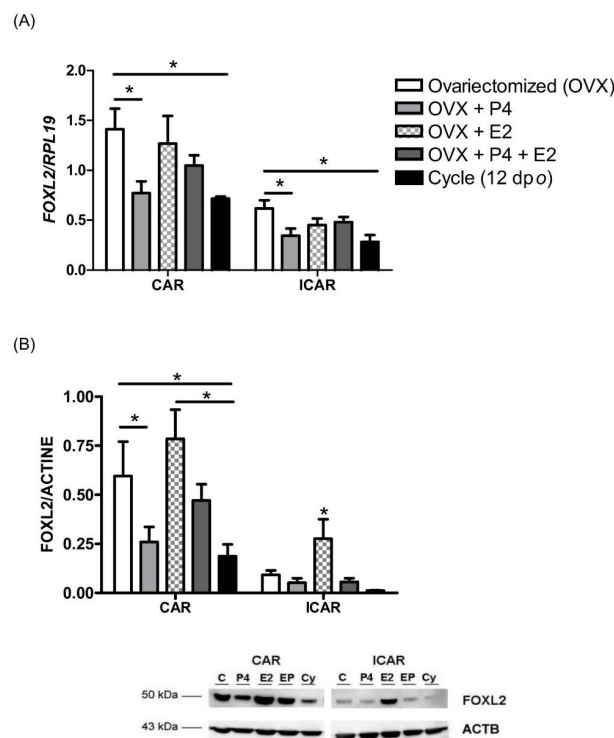 (A)
FOXL2/RPL19
2.0
1.5
1.0
0.5
0.0
*
*
*
*
CAR
ICAR
Ovariectomized (OVX)
OVX + P4
OVX + E2
OVX + P4 + E2
Cycle (12 dpo)
(B)
FOXL2/ACTINE
1.00
0.75
0.50
0.25
0.00
*
*
*
*
CAR
ICAR
CAR ICAR
C P4 E2 EP Cy C P4 E2 EP Cy
50 kDa FOXL2
43 kDa ACTB